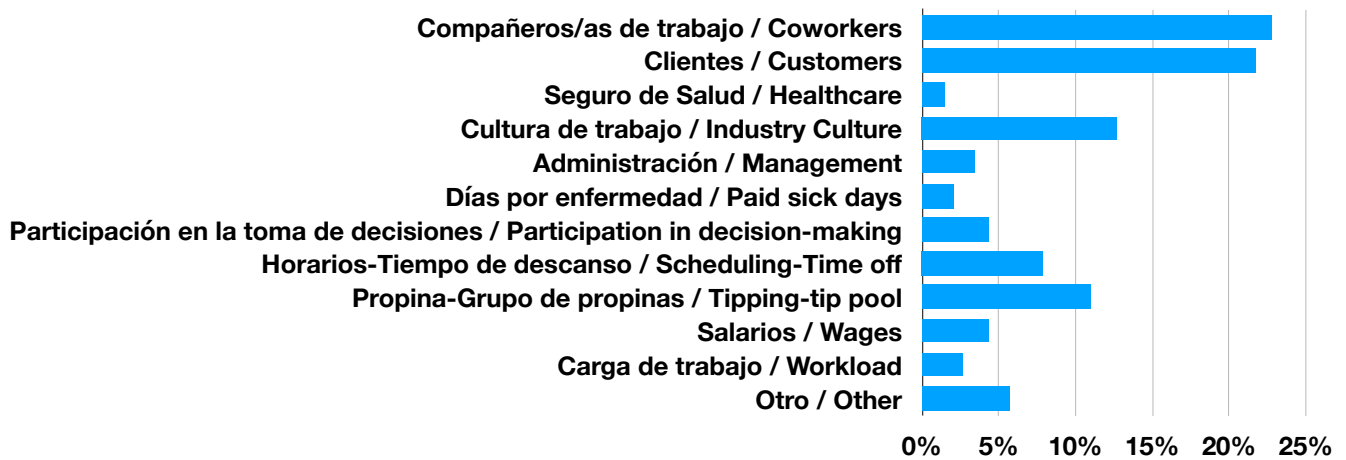 Compañeros/as de trabajo / Coworkers
Clientes / Customers
Seguro de Salud / Healthcare
Cultura de trabajo / Industry Culture
Administración / Management
Días por enfermedad / Paid sick days
Participación en la toma de decisiones / Participation in decision-making
Horarios-Tiempo de descanso / Scheduling-Time off
Propina-Grupo de propinas / Tipping-tip pool
Salarios / Wages
Carga de trabajo / Workload
Otro / Other
0% 5% 10% 15% 20% 25%